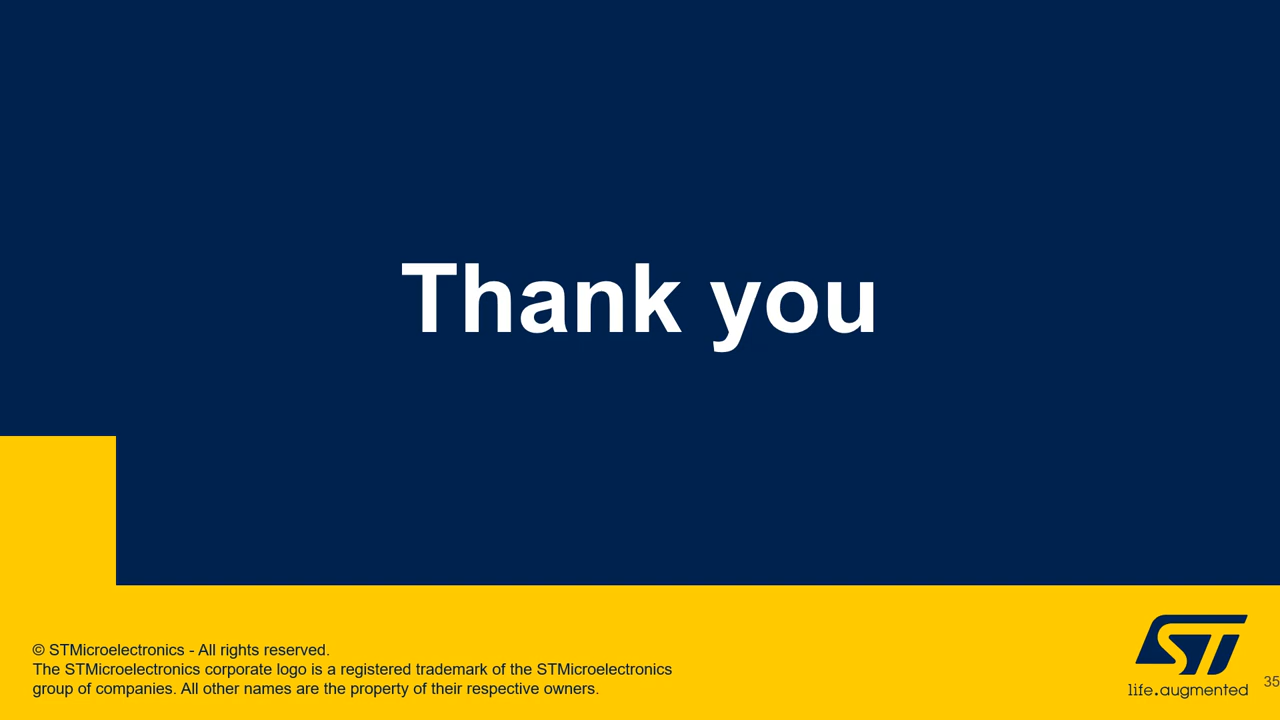 Thank you
© STMicroelectronics - All rights reserved.
The STMicroelectronics corporate logo is a registered trademark of the STMicroelectronics
group of companies. All other names are the property of their respective owners.
ST
life.augmented
35